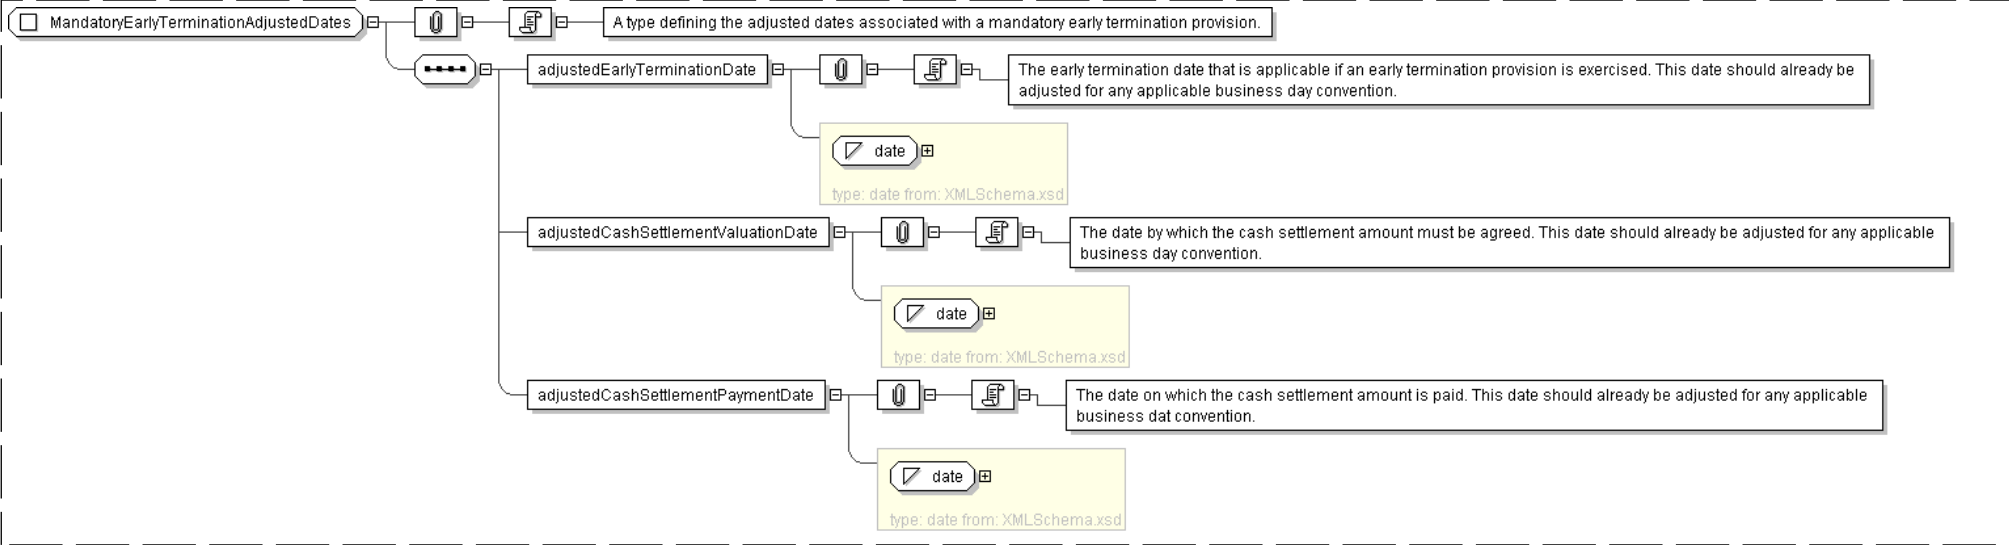 MandatoryEarlyTerminationAdjustedDates
A type defining the adjusted dates associated with a mandatory early termination provision.
adjustedEarlyTerminationDate
The early termination date that is applicable if an early termination provision is exercised. This date should already be
adjusted for any applicable business day convention.
date
type: date from: XMLSchema.xsd
adjustedCashSettlementValuationDate
The date by which the cash settlement amount must be agreed. This date should already be adjusted for any applicable
business day convention.
date
type: date from: XMLSchema.xsd
adjustedCashSettlementPaymentDate
The date on which the cash settlement amount is paid. This date should already be adjusted for any applicable
business dat convention.
date
type: date from: XMLSchema.xsd